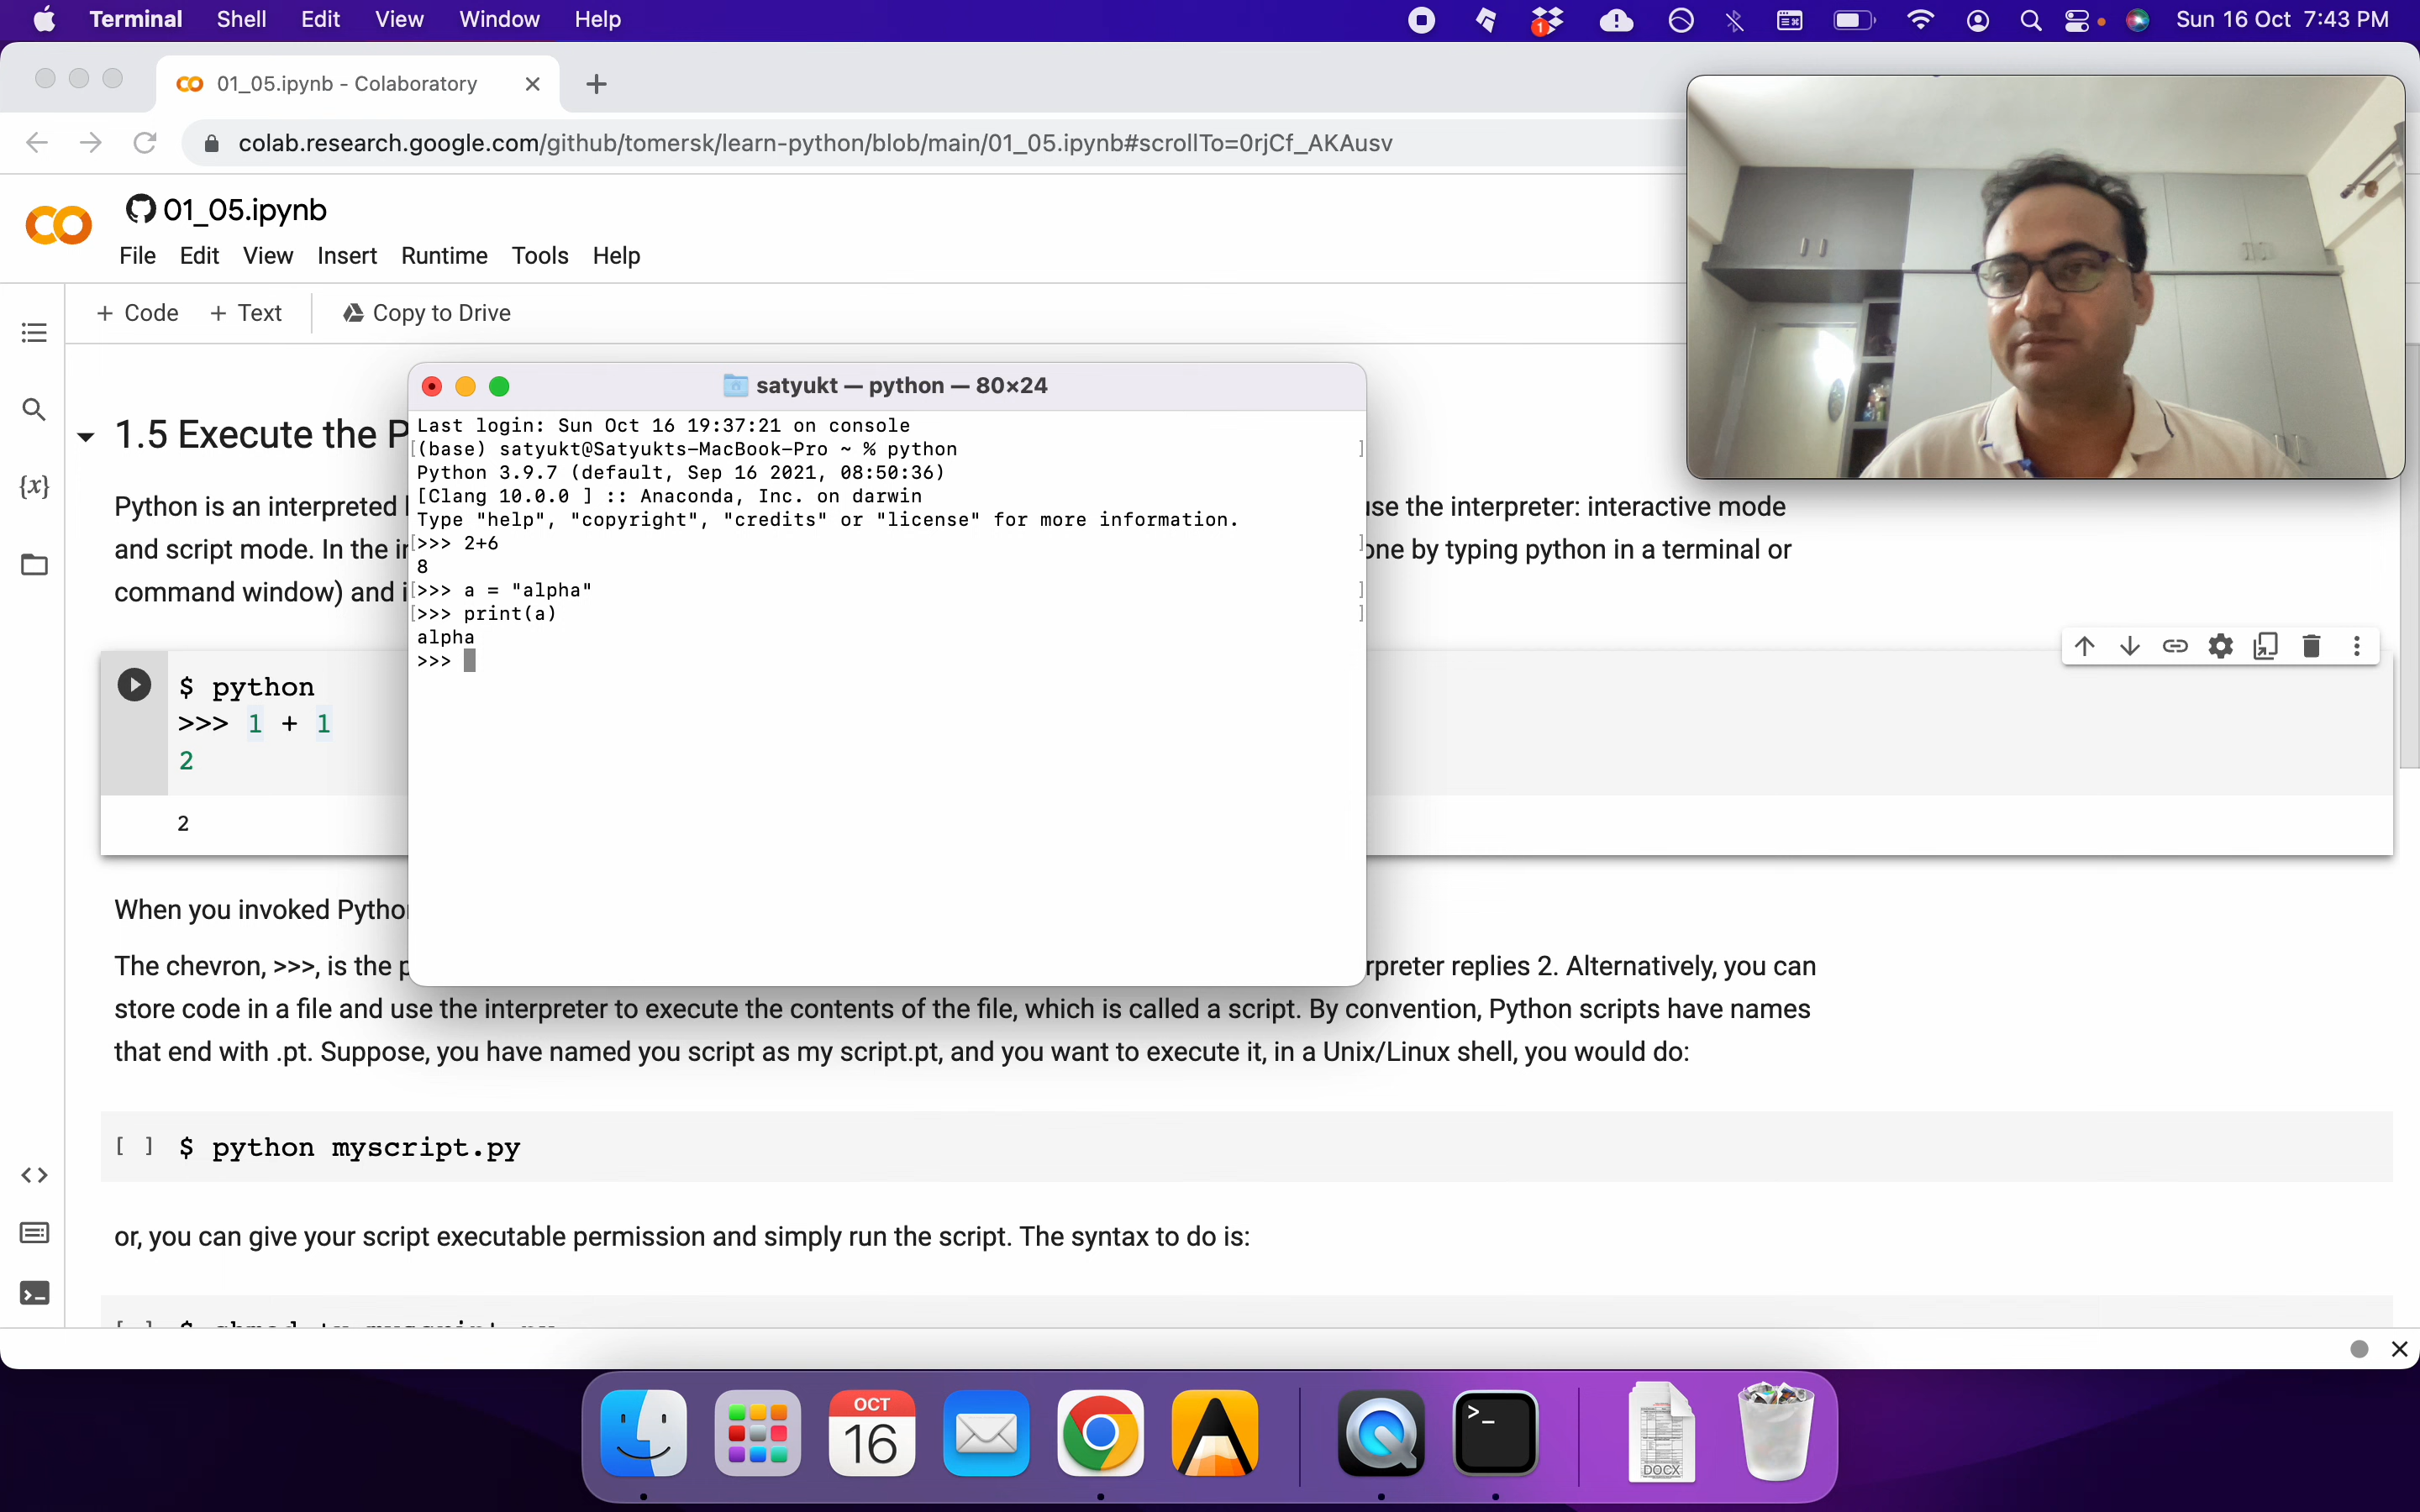 Terminal Shell Edit View Window Help
1
Sun 16 Oct 7:43 PM
01_05.ipynb - Colaboratory
colab.research.google.com/github/tomersk/learn-python/blob/main/01_05.ipynb#scrollTo=0rjCf_AKAusv
01_05.ipynb
File Edit View Insert Runtime Tools Help
+ Code + Text Copy to Drive
satyukt — python — 80×24
Last login: Sun Oct 16 19:37:21 on console
[(base) satyukt@Satyukts-MacBook-Pro ~ % python ]
Python 3.9.7 (default, Sep 16 2021, 08:50:36)
[Clang 10.0.0 ] :: Anaconda, Inc. on darwin
Type "help", "copyright", "credits" or "license" for more information.
[>>> 2+6 ]
8
[>>> a = "alpha" ]
[>>> print(a) ]
alpha
>>>
1.5 Execute the P
Python is an interpreted use the interpreter: interactive mode
and script mode. In the one by typing python in a terminal or
command window) and
$ python
>>> 1 + 1
2
2
When you invoked Pytho
The chevron, >>>, is the rpreter replies 2. Alternatively, you can
store code in a file and use the interpreter to execute the contents of the file, which is called a script. By convention, Python scripts have names
that end with .pt. Suppose, you have named you script as my script.pt, and you want to execute it, in a Unix/Linux shell, you would do:
[ ] $ python myscript.py
or, you can give your script executable permission and simply run the script. The syntax to do is:
{x}
OCT
16
>_
DOCX